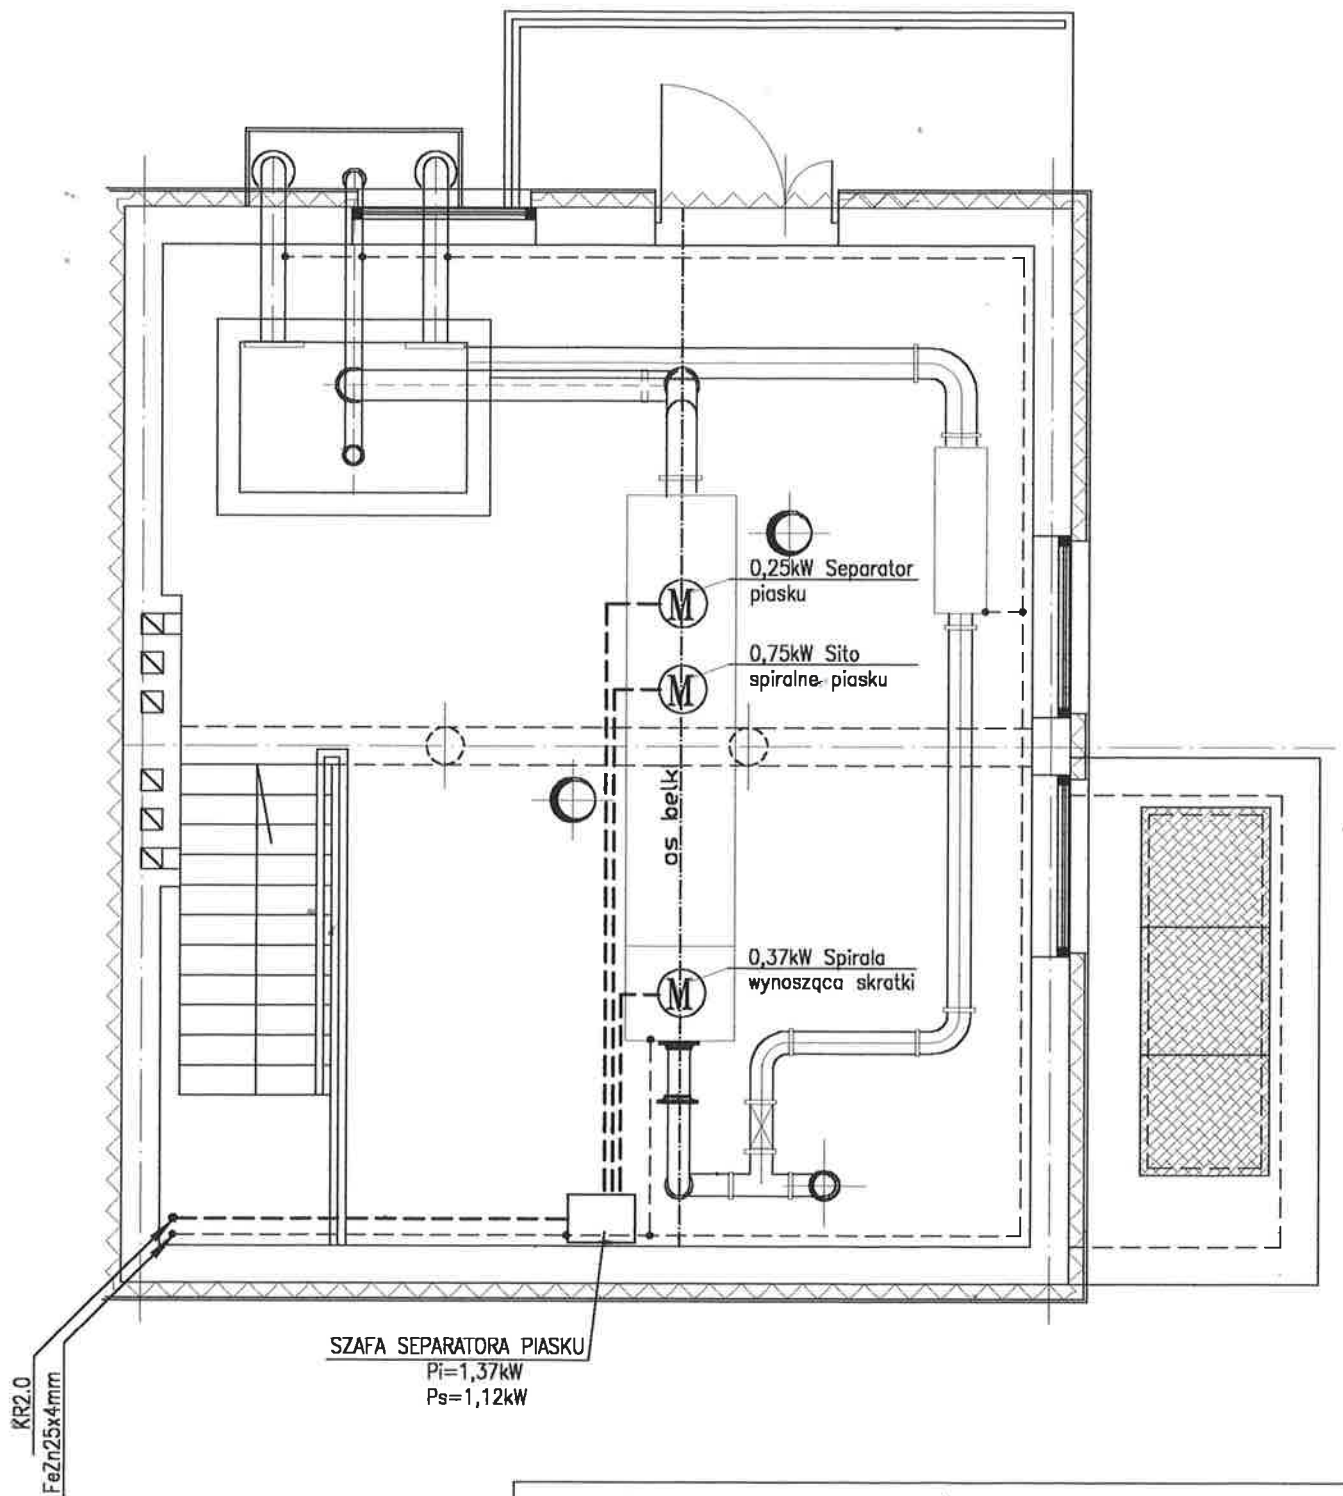 0,25kW Separator
piasku
M
0,75kW Sito
spiralne piasku
M
os belki
0,37kW Spirala
wynosząca skratki
M
SZAFA SEPARATORA PIASKU
Pi=1,37kW
Ps=1,12kW
KR2.0
FeZn25x4mm